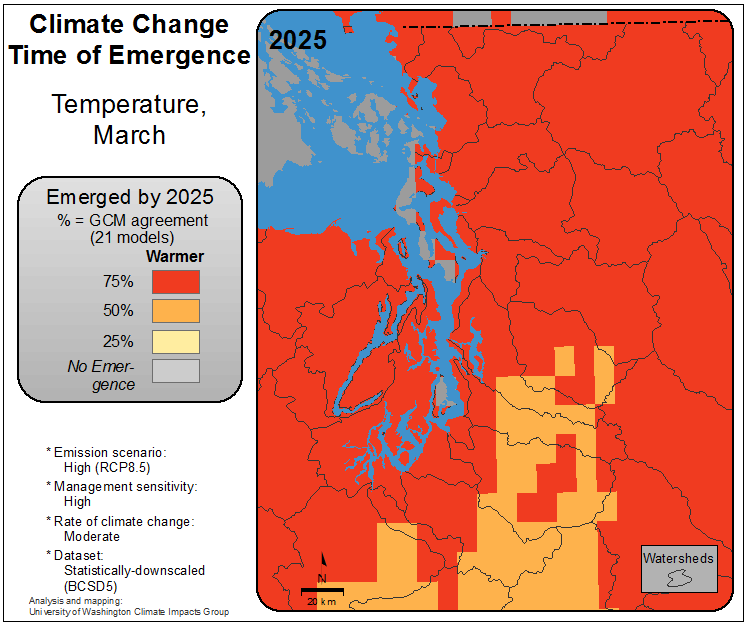 Climate Change
Time of Emergence
Temperature,
March
Emerged by 2025
% = GCM agreement
(21 models)
Warmer
75%
50%
25%
No Emer-
gence
* Emission scenario:
High (RCP8.5)
* Management sensitivity:
High
* Rate of climate change:
Moderate
* Dataset:
Statistically-downscaled
(BCSD5)
Analysis and mapping:
University of Washington Climate Impacts Group
2025
N
20 km
Watersheds